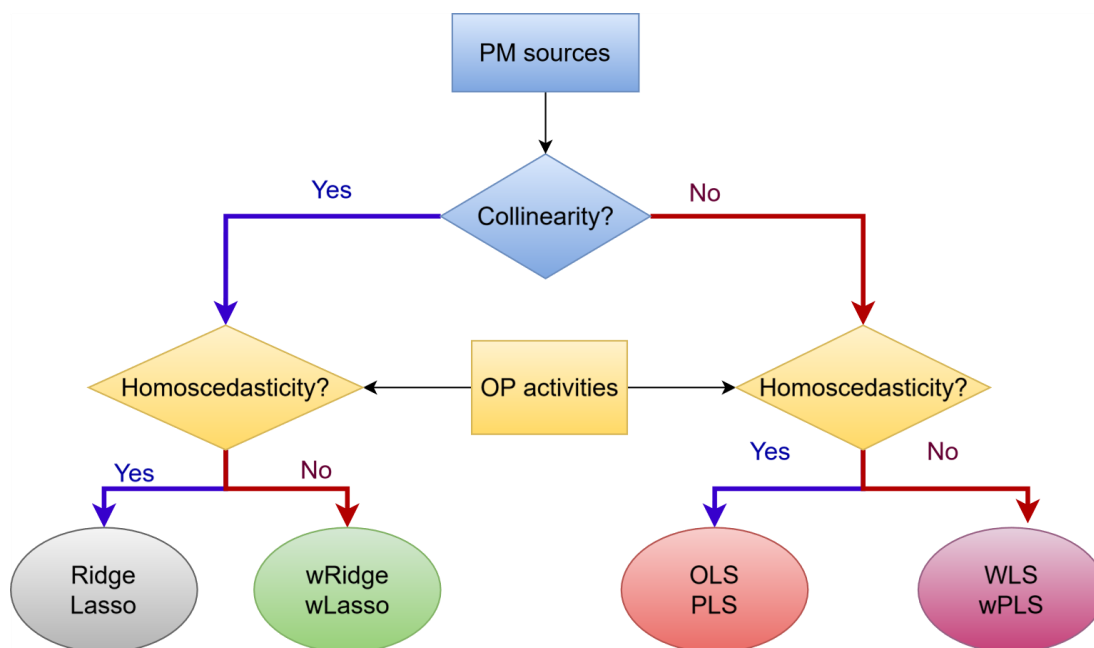 PM sources
Yes
No
Collinearity?
Homoscedasticity?
OP activities
Homoscedasticity?
Yes
No
Yes
No
Ridge
Lasso
wRidge
wLasso
OLS
PLS
WLS
wPLS